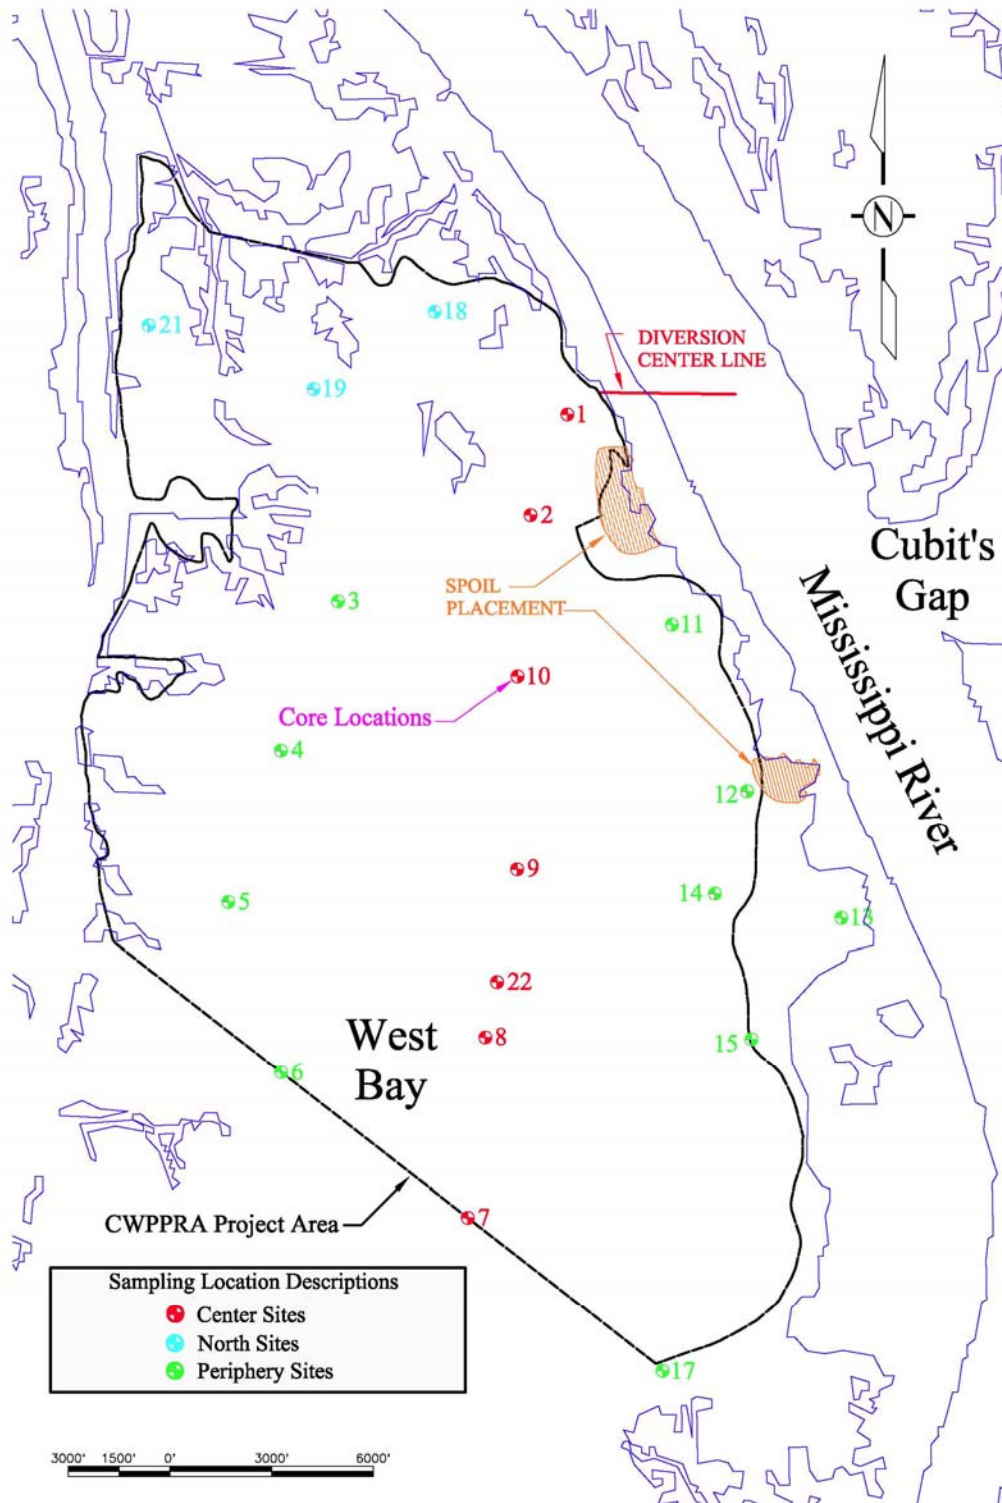 N
18
21
DIVERSION
CENTER LINE
19
1
2
Cubit's
Gap
SPOIL
PLACEMENT
3
11
Mississippi River
10
Core Locations
4
12
9
14
5
13
22
West
Bay
8
15
6
CWPPRA Project Area
7
Sampling Location Descriptions
Center Sites
North Sites
Periphery Sites
17
3000' 1500' 0' 3000' 6000'